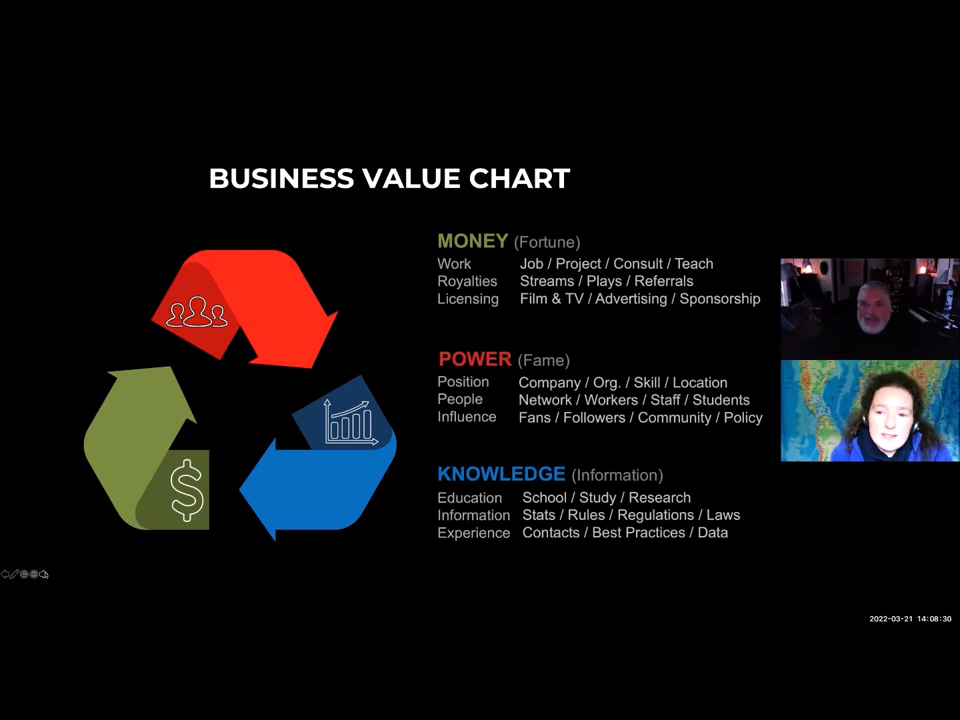 BUSINESS VALUE CHART
MONEY (Fortune)
Work Job / Project / Consult / Teach
Royalties Streams / Plays / Referrals
Licensing Film & TV / Advertising / Sponsorship
POWER (Fame)
Position Company / Org. / Skill / Location
People Network / Workers / Staff / Students
Influence Fans / Followers / Community / Policy
$
KNOWLEDGE (Information)
Education School / Study / Research
Information Stats / Rules / Regulations / Laws
Experience Contacts / Best Practices / Data
2022-03-21 14:08:30